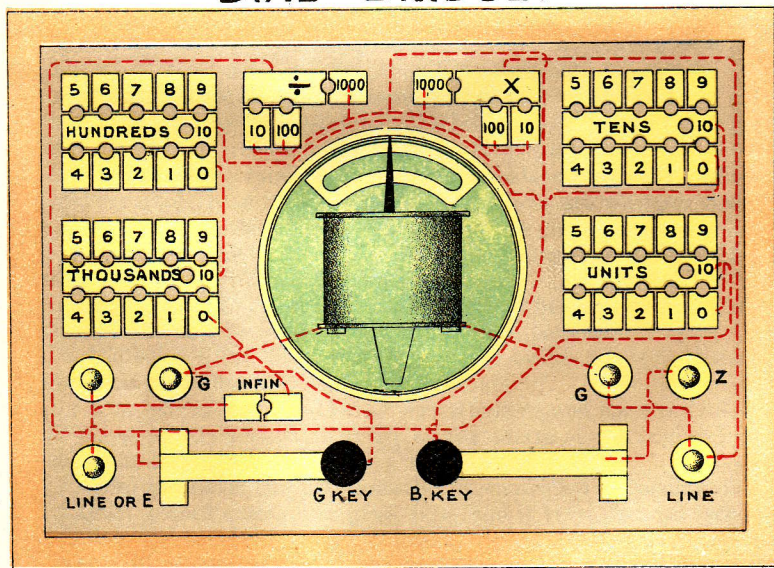 ÷ 1000 1000 X
10 100 100 10
5 6 7 8 9
HUNDREDS 10
4 3 2 1 0
5 6 7 8 9
TENS 10
4 3 2 1 0
5 6 7 8 9
THOUSANDS 10
4 3 2 1 0
5 6 7 8 9
UNITS 10
4 3 2 1 0
G
INFIN
G
Z
LINE OR E
G KEY
B. KEY
LINE